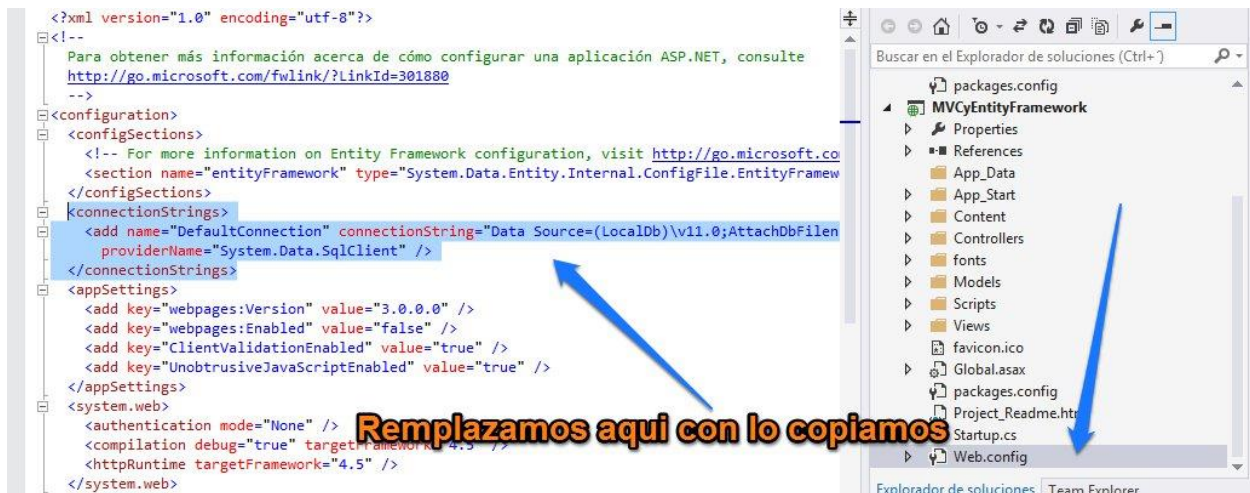 <?xml version="1.0" encoding="utf-8"?>
<!--
Para obtener más información acerca de cómo configurar una aplicación ASP.NET, consulte
http://go.microsoft.com/fwlink/?LinkId=301880
-->
<configuration>
<configSections>
<!-- For more information on Entity Framework configuration, visit http://go.microsoft.co
<section name="entityFramework" type="System.Data.Entity.Internal.ConfigFile.EntityFramew
</configSections>
<connectionStrings>
<add name="DefaultConnection" connectionString="Data Source=(LocalDb)\v11.0;AttachDbFilen
providerName="System.Data.SqlClient" />
</connectionStrings>
<appSettings>
<add key="webpages:Version" value="3.0.0.0" />
<add key="webpages:Enabled" value="false" />
<add key="ClientValidationEnabled" value="true" />
<add key="UnobtrusiveJavaScriptEnabled" value="true" />
</appSettings>
<system.web>
<authentication mode="None" />
<compilation debug="true" targetFramework="4.5" />
<httpRuntime targetFramework="4.5" />
</system.web>
Remplazamos aqui con lo copiamos
Buscar en el Explorador de soluciones (Ctrl+´)
packages.config
MVCyEntityFramework
Properties
References
App_Data
App_Start
Content
Controllers
fonts
Models
Scripts
Views
favicon.ico
Global.asax
packages.config
Project_Readme.htm
Startup.cs
Web.config
Explorador de soluciones Team Explorer